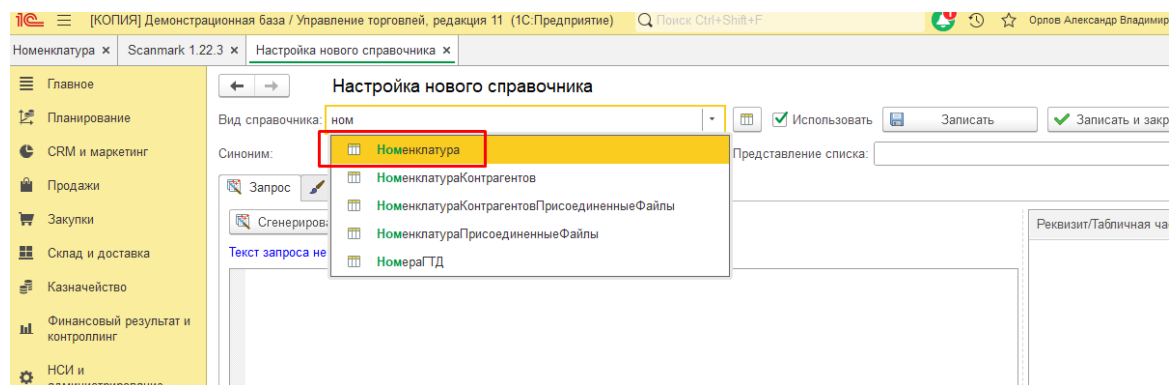 [КОПИЯ] Демонстрационная база / Управление торговлей, редакция 11 (1С:Предприятие) Поиск Ctrl+Shift+F Орлов Александр
Номенклатура × Scanmark 1.22.3 × Настройка нового справочника ×
Главное
Планирование
CRM и маркетинг
Продажи
Закупки
Склад и доставка
Казначейство
Финансовый результат и
контроллинг
НСИ и
Настройка нового справочника
Вид справочника: ном Использовать Записать Записать и закр
Синоним: Представление списка:
Номенклатура
НоменклатураКонтрагентов
НоменклатураКонтрагентовПрисоединенныеФайлы
НоменклатураПрисоединенныеФайлы
НомераГТД
Запрос
Сгенерирова
Текст запроса не
Реквизит/Табличная ча